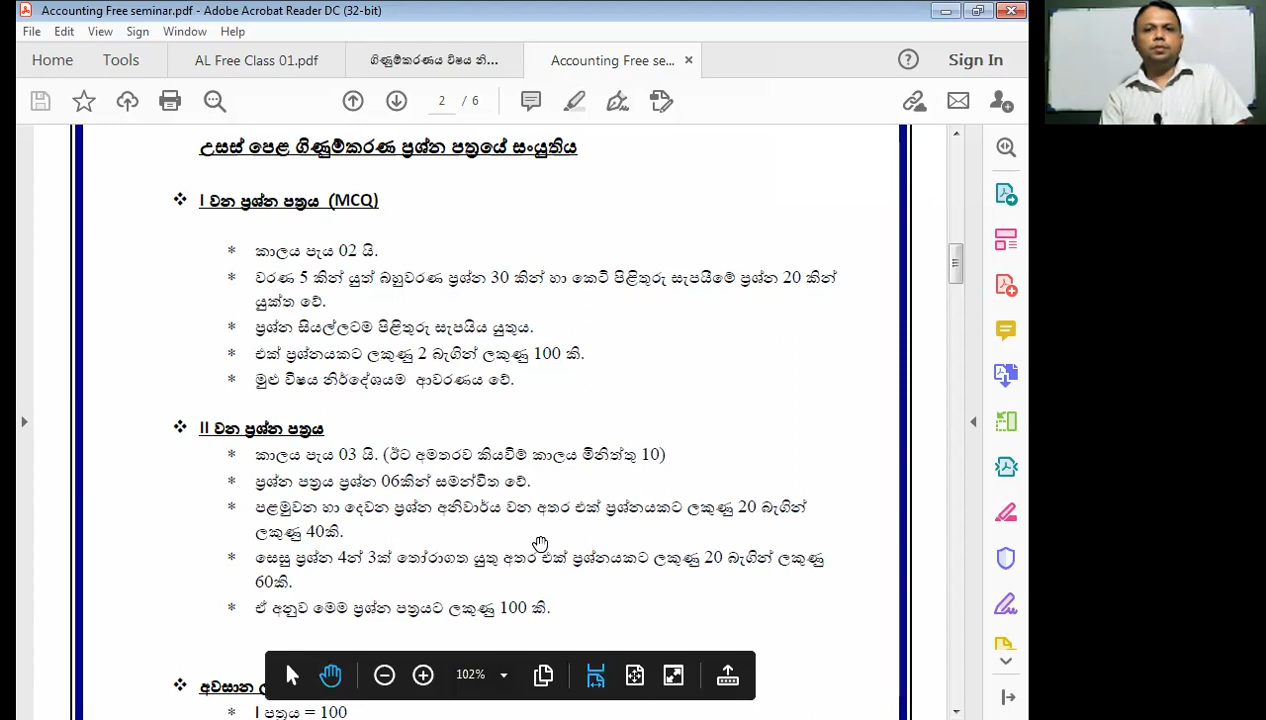 Accounting Free seminar.pdf - Adobe Acrobat Reader DC (32-bit)
File Edit View Sign Window Help
Home Tools AL Free Class 01.pdf ගිණුම්කරණය විෂය නි... Accounting Free se... × Sign In
2 / 6
උසස් පෙළ ගිණුම්කරණ ප්‍රශ්න පත්‍රයේ සංයුතිය
❖ I වන ප්‍රශ්න පත්‍රය (MCQ)
* කාලය පැය 02 යි.
* වරණ 5 කින් යුත් බහුවරණ ප්‍රශ්න 30 කින් හා කෙටි පිළිතුරු සැපයීමේ ප්‍රශ්න 20 කින්
යුක්ත වේ.
* ප්‍රශ්න සියල්ලටම පිළිතුරු සැපයිය යුතුය.
* එක් ප්‍රශ්නයකට ලකුණු 2 බැගින් ලකුණු 100 කි.
* මුළු විෂය නිර්දේශයම ආවරණය වේ.
❖ II වන ප්‍රශ්න පත්‍රය
* කාලය පැය 03 යි. (ඊට අමතරව කියවීම් කාලය මිනිත්තු 10)
* ප්‍රශ්න පත්‍රය ප්‍රශ්න 06කින් සමන්විත වේ.
* පළමුවන හා දෙවන ප්‍රශ්න අනිවාර්ය වන අතර එක් ප්‍රශ්නයකට ලකුණු 20 බැගින්
ලකුණු 40කි.
* සෙසු ප්‍රශ්න 4න් 3ක් තෝරාගත යුතු අතර එක් ප්‍රශ්නයකට ලකුණු 20 බැගින් ලකුණු
60කි.
* ඒ අනුව මෙම ප්‍රශ්න පත්‍රයට ලකුණු 100 කි.
102%
❖ අවසාන
* I පත්‍රය = 100